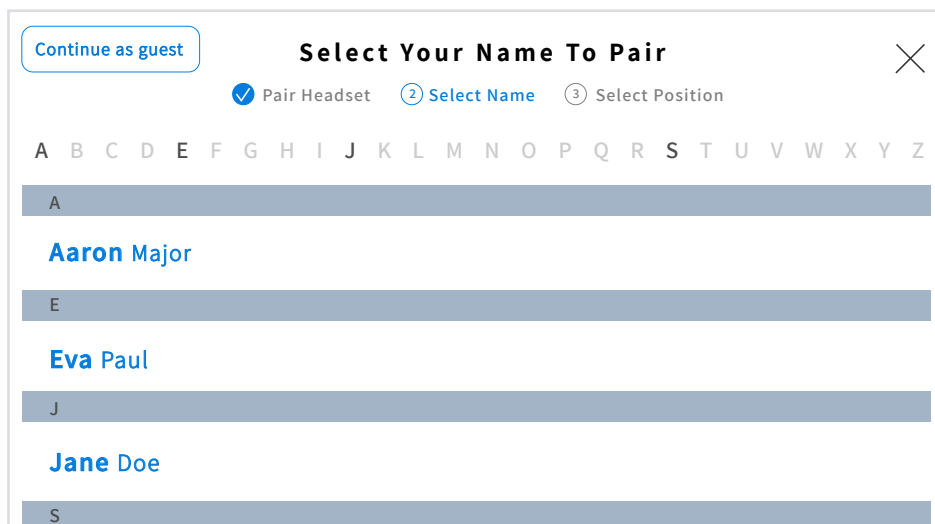 Continue as guest
Select Your Name To Pair
Pair Headset 2 Select Name 3 Select Position
A B C D E F G H I J K L M N O P Q R S T U V W X Y Z
A
Aaron Major
E
Eva Paul
J
Jane Doe
S